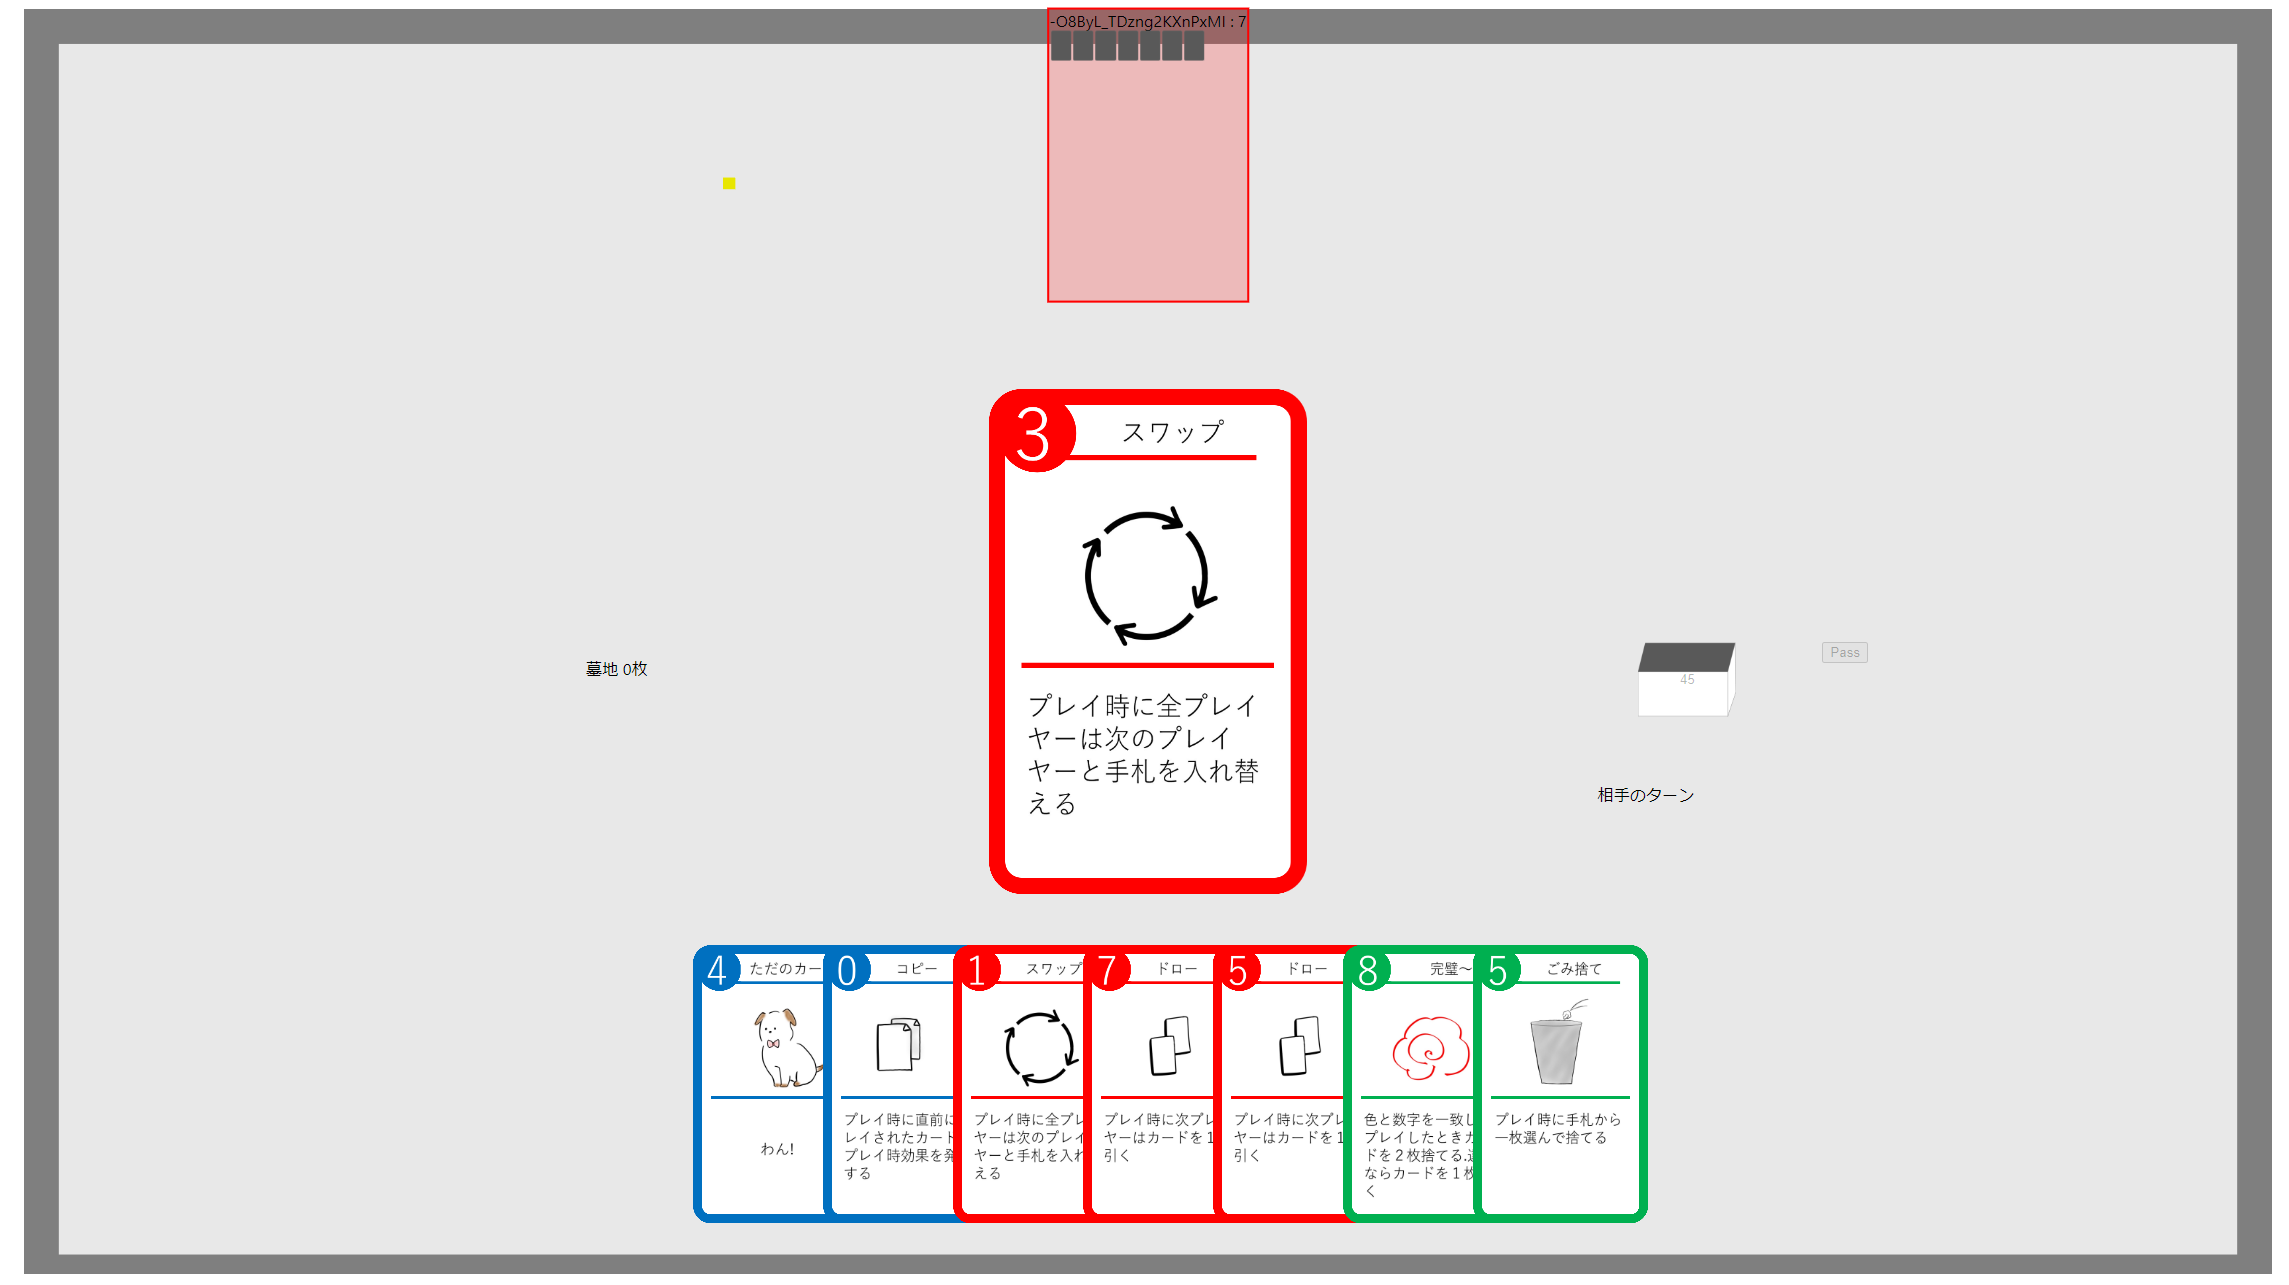 -O8ByL_TDzng2KXnPxMI : 7
3
スワップ
プレイ時に全プレイ
ヤーは次のプレイ
ヤーと手札を入れ替
える
墓地 0枚
45
Pass
相手のターン
4
ただのカー
わん!
0
コピー
プレイ時に直前に
レイされたカード
プレイ時効果を発
する
1
スワップ
プレイ時に全プレ
ヤーは次のプレイ
ヤーと手札を入れ
える
7
ドロー
プレイ時に次プレ
ヤーはカードを1
引く
5
ドロー
プレイ時に次プレ
ヤーはカードを1
引く
8
完璧～
色と数字を一致し
プレイしたときカ
ドを2枚捨てる.違
ならカードを1枚
く
5
ごみ捨て
プレイ時に手札から
一枚選んで捨てる